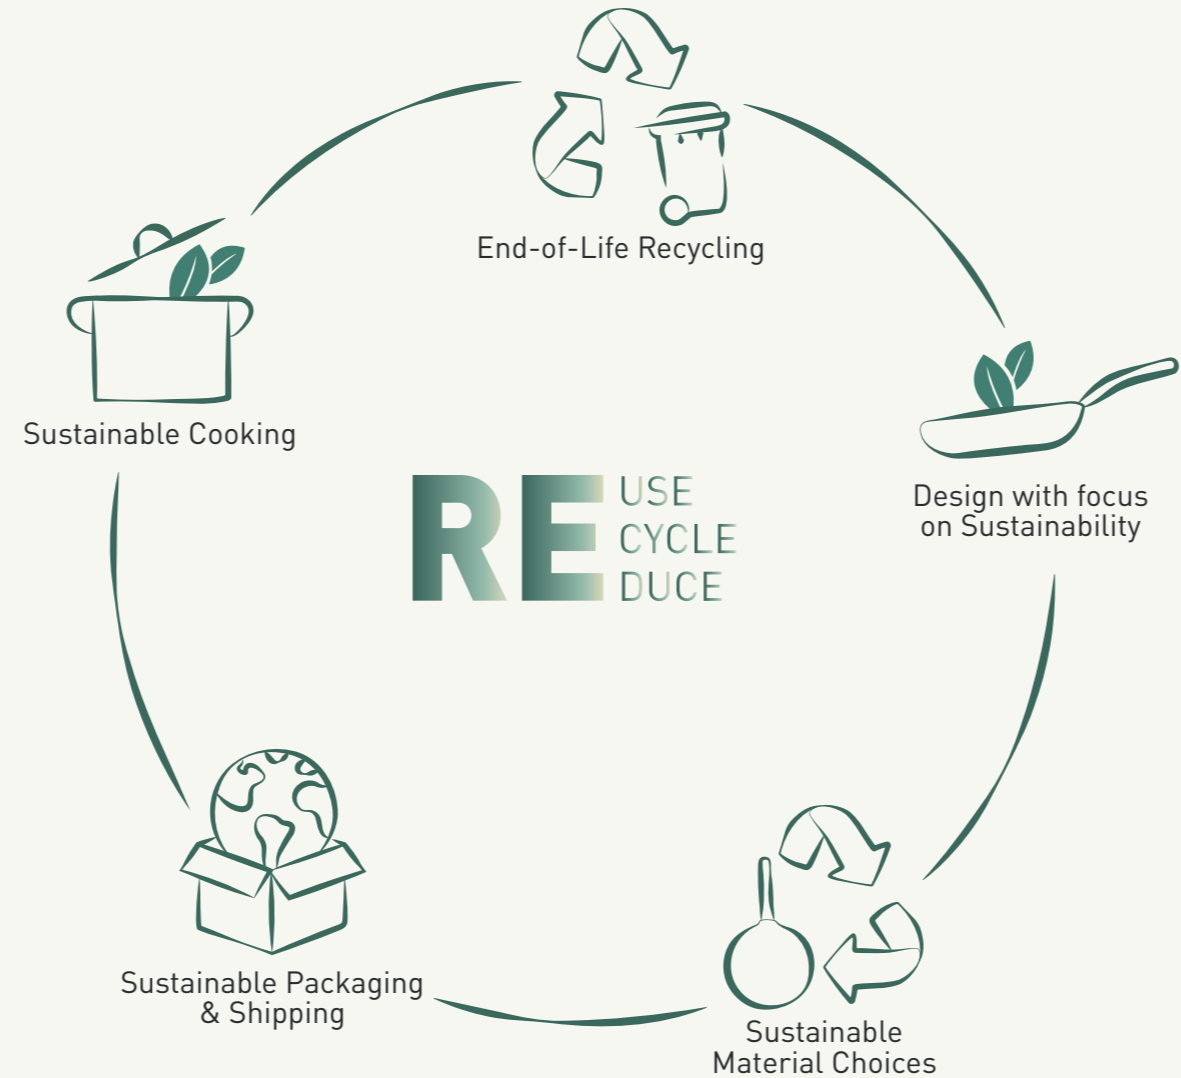 End-of-Life Recycling
Sustainable Cooking
Design with focus
on Sustainability
RE
USE
CYCLE
DUCE
Sustainable Packaging
& Shipping
Sustainable
Material Choices